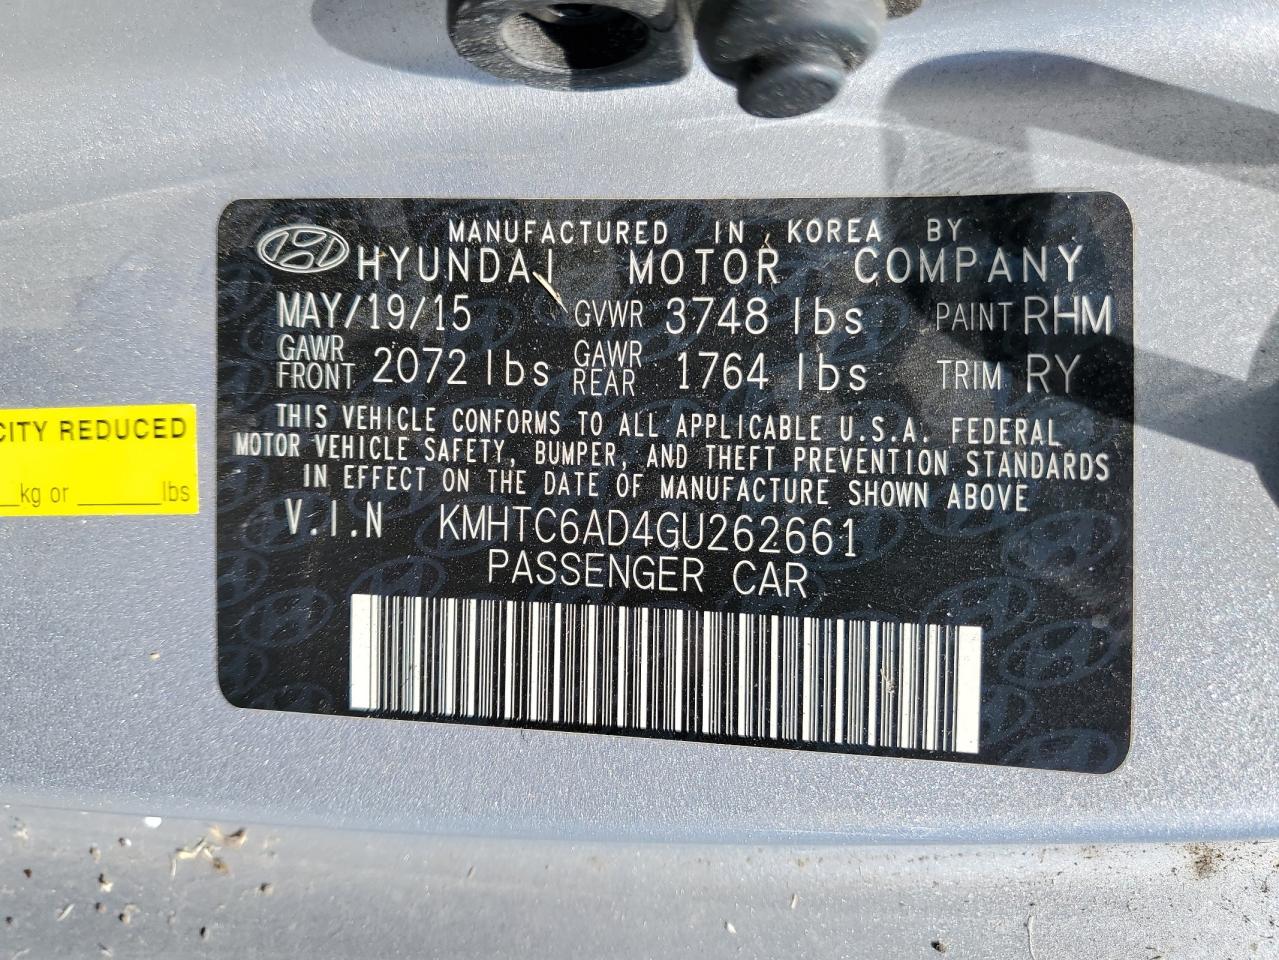 MANUFACTURED IN KOREA BY
HYUNDAI MOTOR COMPANY
MAY/19/15 GVWR 3748 lbs PAINT RHM
GAWR FRONT 2072 lbs GAWR REAR 1764 lbs TRIM RY
THIS VEHICLE CONFORMS TO ALL APPLICABLE U.S.A. FEDERAL
MOTOR VEHICLE SAFETY, BUMPER, AND THEFT PREVENTION STANDARDS
IN EFFECT ON THE DATE OF MANUFACTURE SHOWN ABOVE
V.I.N KMHTC6AD4GU262661
PASSENGER CAR
CITY REDUCED
__kg or ______lbs